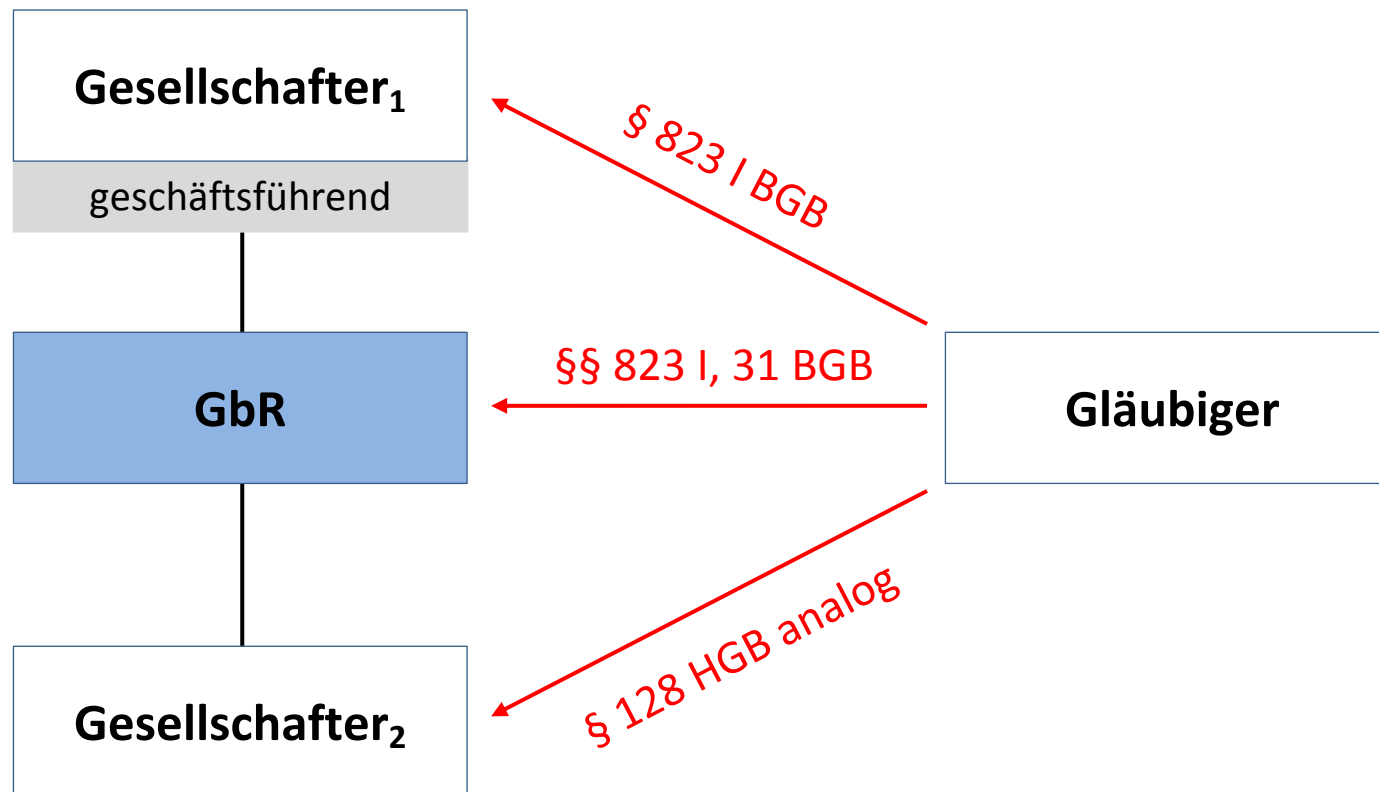 Gesellschafter₁
geschäftsführend
§ 823 I BGB
§§ 823 I, 31 BGB
GbR
Gläubiger
§ 128 HGB analog
Gesellschafter₂